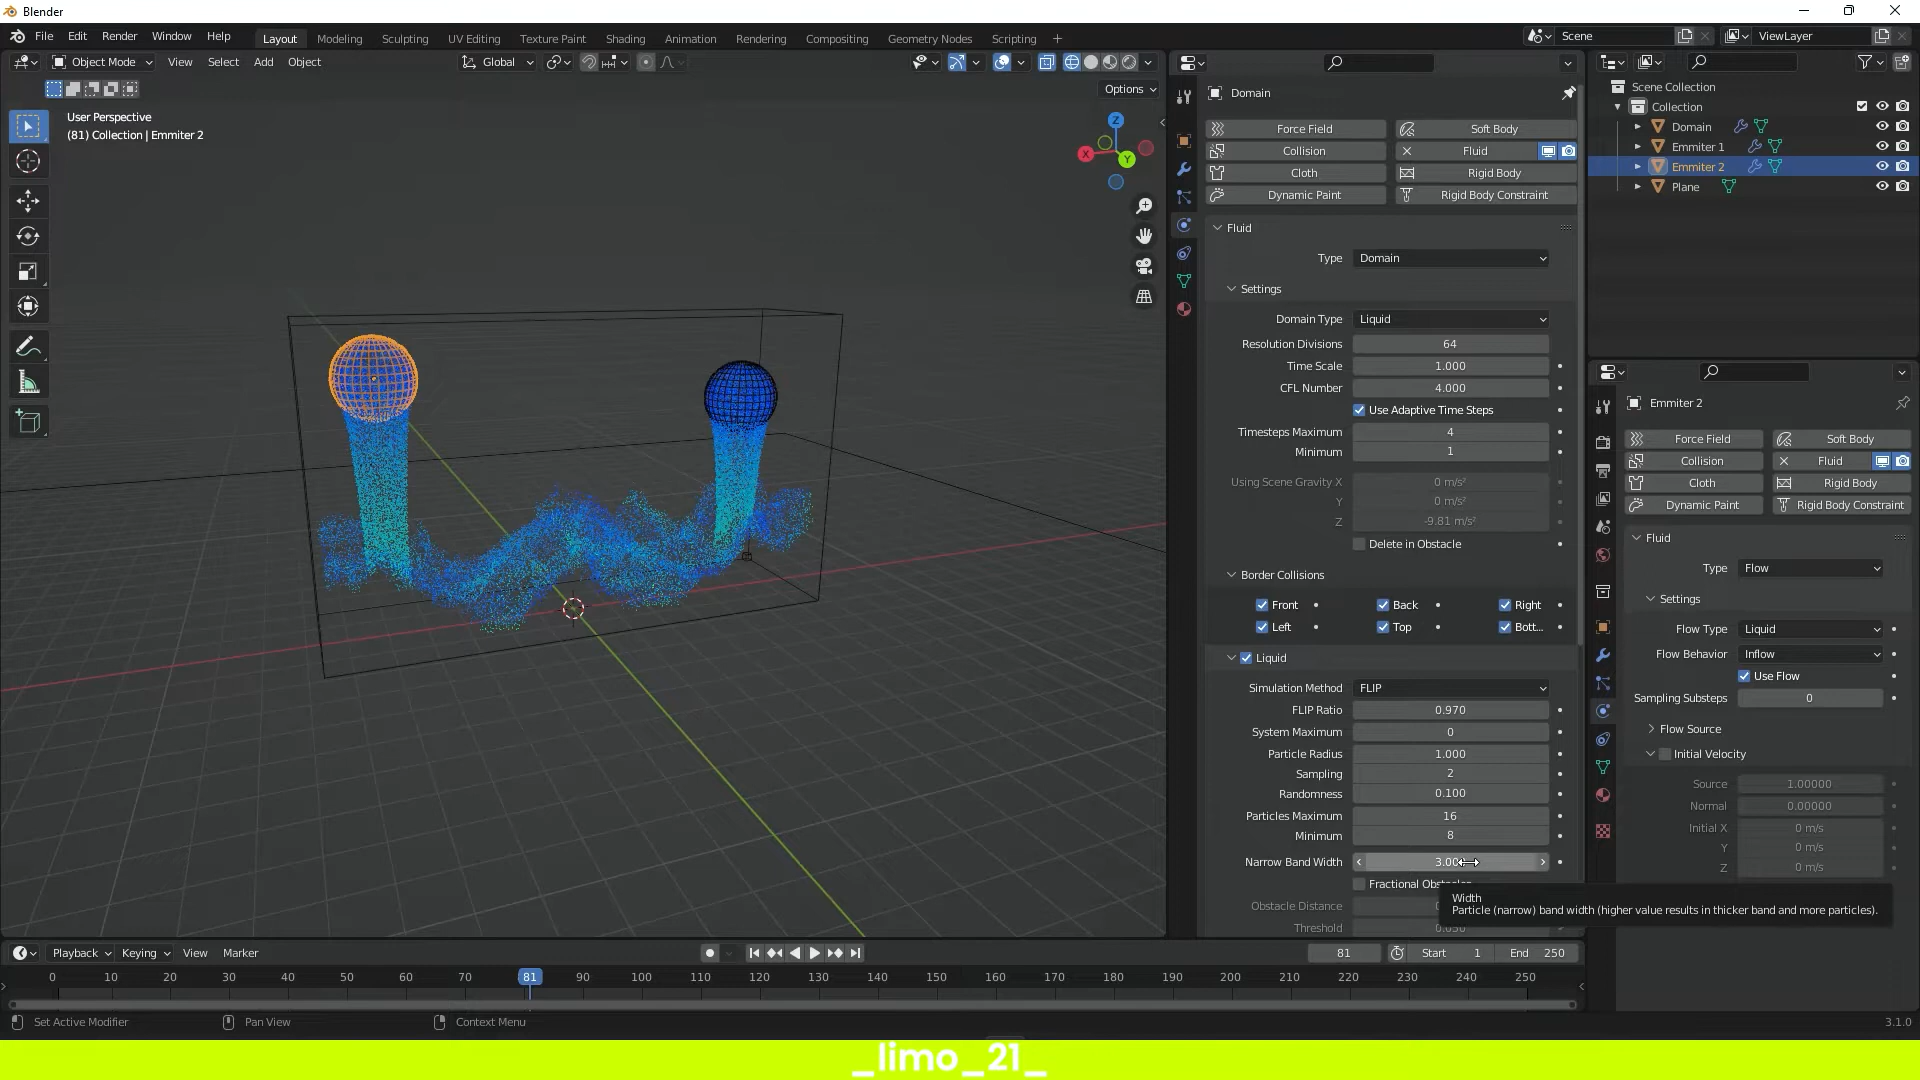 Blender
File Edit Render Window Help
Layout Modeling Sculpting UV Editing Texture Paint Shading Animation Rendering Compositing Geometry Nodes Scripting +
Scene
ViewLayer
Object Mode View Select Add Object
Global
Options
User Perspective
(81) Collection | Emmiter 2
Z
X
Y
Domain
Force Field
Soft Body
Collision
Fluid
Cloth
Rigid Body
Dynamic Paint
Rigid Body Constraint
Fluid
Type Domain
Settings
Domain Type Liquid
Resolution Divisions 64
Time Scale 1.000
CFL Number 4.000
Use Adaptive Time Steps
Timesteps Maximum 4
Minimum 1
Using Scene Gravity X 0 m/s²
Y 0 m/s²
Z -9.81 m/s²
Delete in Obstacle
Border Collisions
Front Back Right
Left Top Bott...
Liquid
Simulation Method FLIP
FLIP Ratio 0.970
System Maximum 0
Particle Radius 1.000
Sampling 2
Randomness 0.100
Particles Maximum 16
Minimum 8
Narrow Band Width 3.00
Fractional Obstacles
Obstacle Distance
Threshold
Width
Particle (narrow) band width (higher value results in thicker band and more particles).
Scene Collection
Collection
Domain
Emmiter 1
Emmiter 2
Plane
Emmiter 2
Force Field
Soft Body
Collision
Fluid
Cloth
Rigid Body
Dynamic Paint
Rigid Body Constraint
Fluid
Type Flow
Settings
Flow Type Liquid
Flow Behavior Inflow
Use Flow
Sampling Substeps 0
Flow Source
Initial Velocity
Source 1.00000
Normal 0.00000
Initial X 0 m/s
Y 0 m/s
Z 0 m/s
Playback Keying View Marker
81
Start 1
End 250
0 10 20 30 40 50 60 70 81 90 100 110 120 130 140 150 160 170 180 190 200 210 220 230 240 250
Set Active Modifier
Pan View
Context Menu
3.1.0
_limo_21_